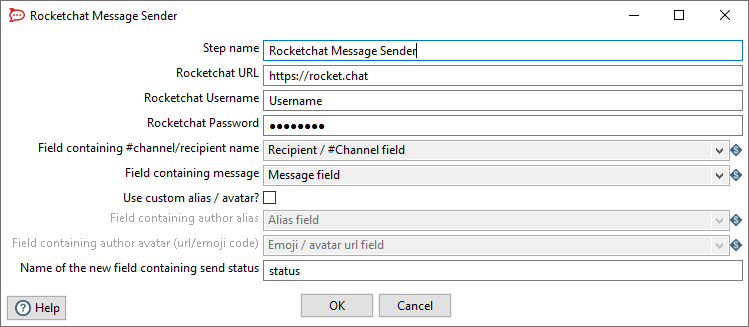 Rocketchat Message Sender
Step name Rocketchat Message Sender
Rocketchat URL https://rocket.chat
Rocketchat Username Username
Rocketchat Password ●●●●●●●●
Field containing #channel/recipient name Recipient / #Channel field
Field containing message Message field
Use custom alias / avatar?
Field containing author alias Alias field
Field containing author avatar (url/emoji code) Emoji / avatar url field
Name of the new field containing send status status
Help OK Cancel